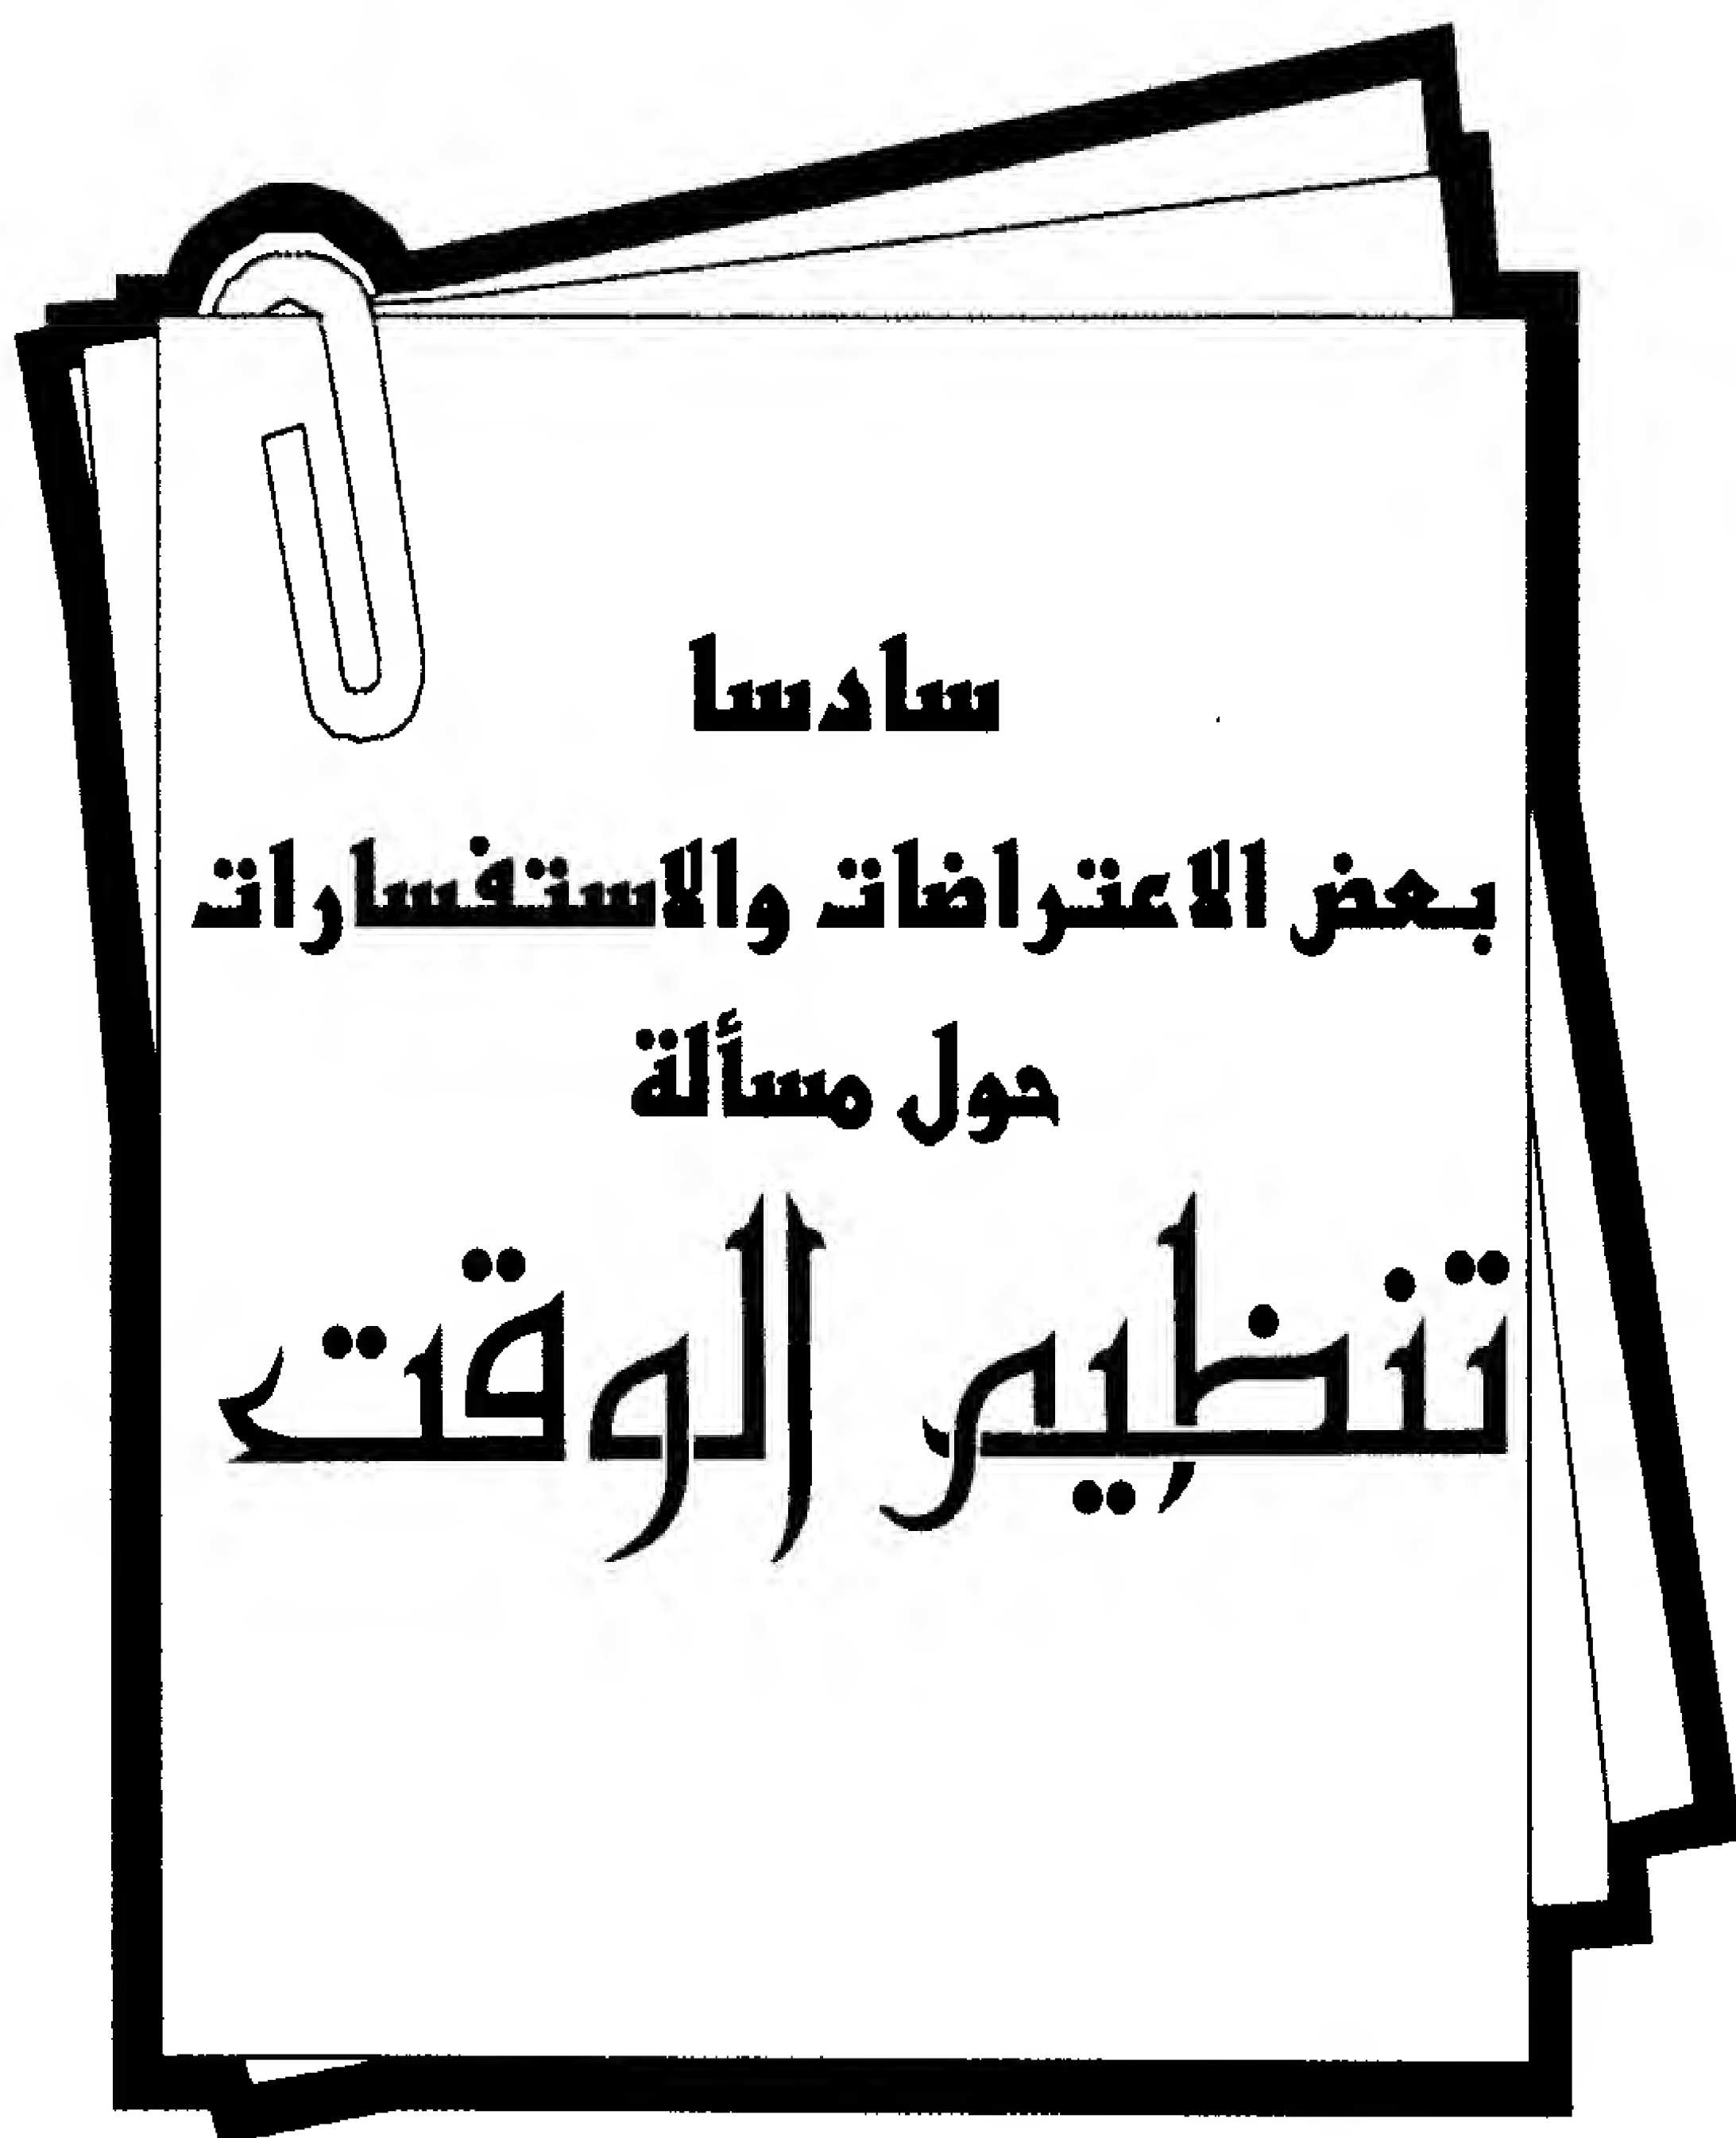 سادسا
بعض الاعتراضات والاستفسارات
حول مسألة
تنظيم الوقت